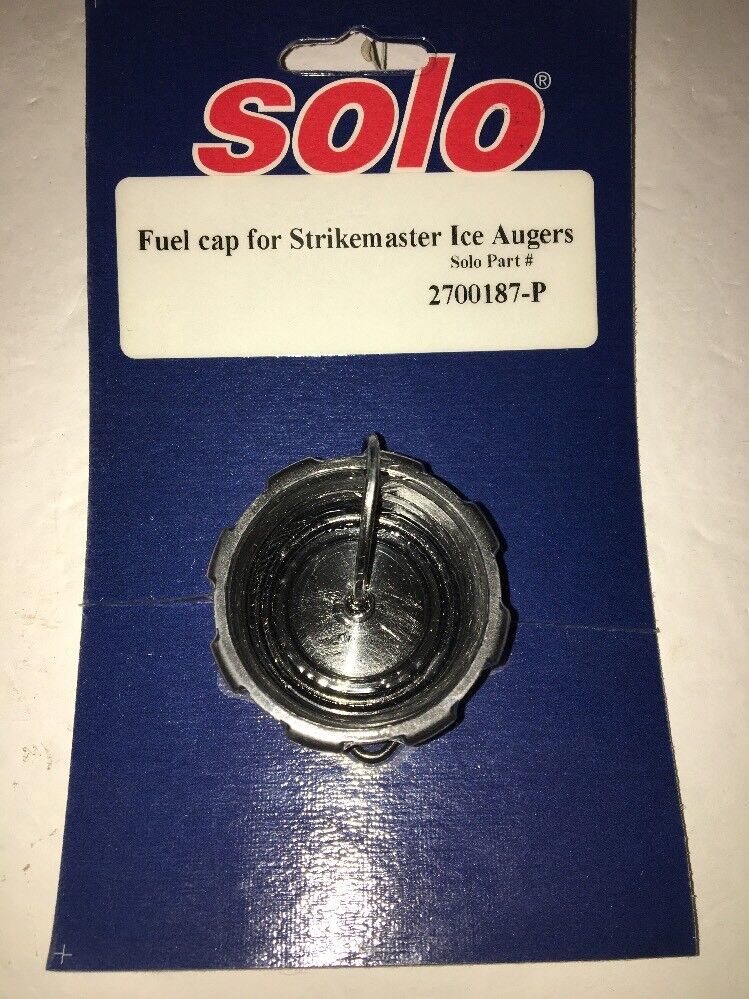 solo®
Fuel cap for Strikemaster Ice Augers
Solo Part #
2700187-P